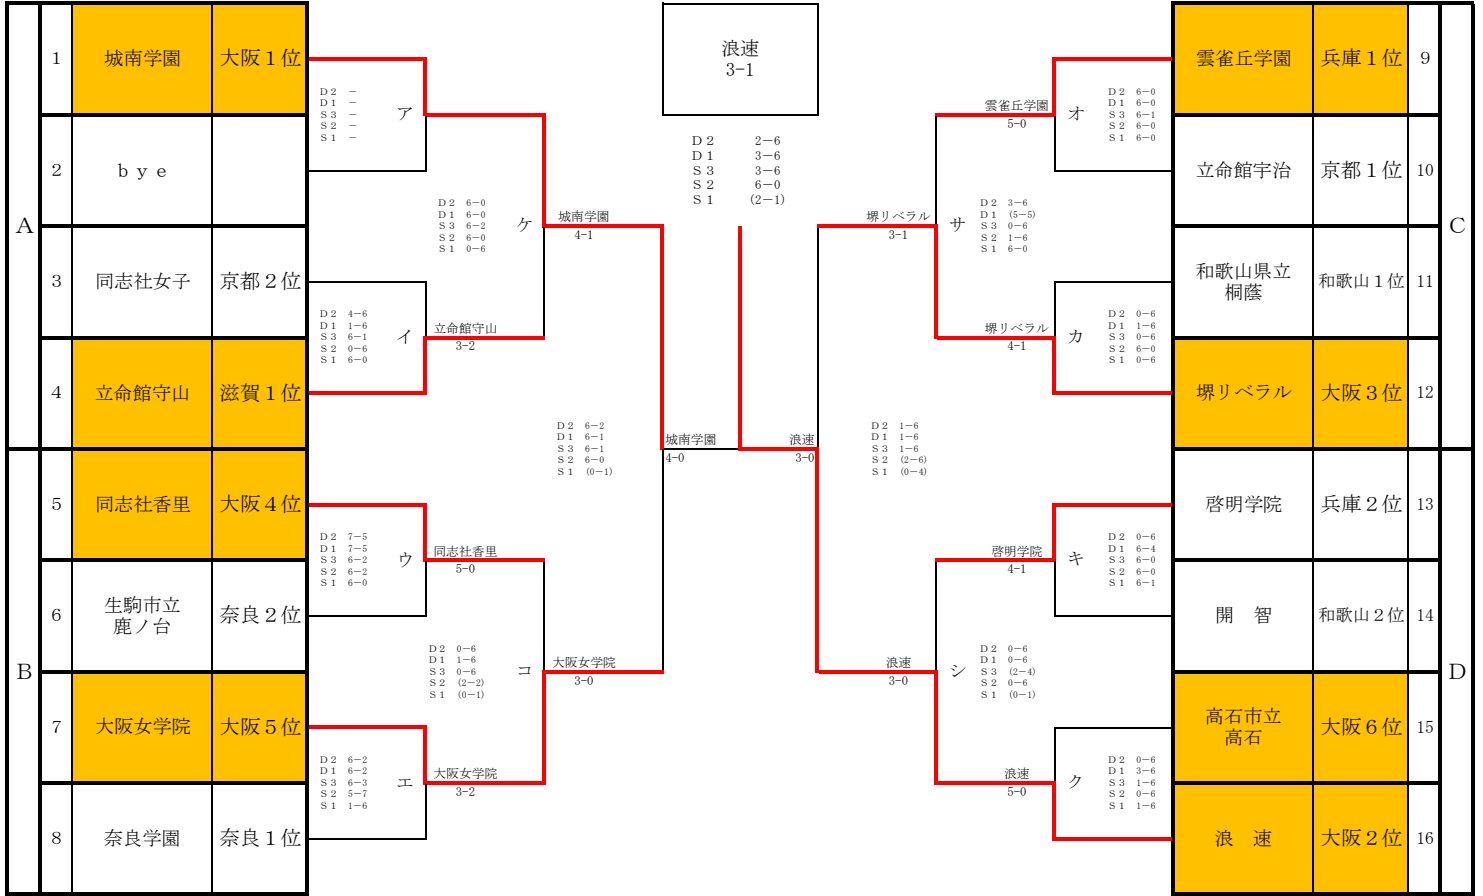 A
1 城南学園 大阪１位
2 ｂｙｅ
3 同志社女子 京都２位
4 立命館守山 滋賀１位
B
5 同志社香里 大阪４位
6 生駒市立
鹿ノ台 奈良２位
7 大阪女学院 大阪５位
8 奈良学園 奈良１位
ア
Ｄ２ －
Ｄ１ －
Ｓ３ －
Ｓ２ －
Ｓ１ －
イ
Ｄ２ 4－6
Ｄ１ 1－6
Ｓ３ 6－1
Ｓ２ 0－6
Ｓ１ 6－0
ウ
Ｄ２ 7－5
Ｄ１ 7－5
Ｓ３ 6－2
Ｓ２ 6－2
Ｓ１ 6－0
エ
Ｄ２ 6－2
Ｄ１ 6－2
Ｓ３ 6－3
Ｓ２ 5－7
Ｓ１ 1－6
立命館守山
3-2
同志社香里
5-0
大阪女学院
3-2
ケ
Ｄ２ 6－0
Ｄ１ 6－0
Ｓ３ 6－2
Ｓ２ 6－0
Ｓ１ 0－6
コ
Ｄ２ 0－6
Ｄ１ 1－6
Ｓ３ 0－6
Ｓ２ (2－2)
Ｓ１ (0－1)
城南学園
4-1
大阪女学院
3-0
Ｄ２ 6－2
Ｄ１ 6－1
Ｓ３ 6－1
Ｓ２ 6－0
Ｓ１ (0－1)
城南学園
4-0
浪速
3-1
Ｄ２ 2－6
Ｄ１ 3－6
Ｓ３ 3－6
Ｓ２ 6－0
Ｓ１ (2－1)
浪速
3-0
Ｄ２ 1－6
Ｄ１ 1－6
Ｓ３ 1－6
Ｓ２ (2－6)
Ｓ１ (0－4)
堺リベラル
3-1
浪速
3-0
サ
Ｄ２ 3－6
Ｄ１ (5－5)
Ｓ３ 0－6
Ｓ２ 1－6
Ｓ１ 6－0
シ
Ｄ２ 0－6
Ｄ１ 0－6
Ｓ３ (2－4)
Ｓ２ 0－6
Ｓ１ (0－1)
雲雀丘学園
5-0
堺リベラル
4-1
啓明学院
4-1
浪速
5-0
オ
Ｄ２ 6－0
Ｄ１ 6－0
Ｓ３ 6－1
Ｓ２ 6－0
Ｓ１ 6－0
カ
Ｄ２ 0－6
Ｄ１ 1－6
Ｓ３ 0－6
Ｓ２ 6－0
Ｓ１ 0－6
キ
Ｄ２ 0－6
Ｄ１ 6－4
Ｓ３ 6－0
Ｓ２ 6－0
Ｓ１ 6－1
ク
Ｄ２ 0－6
Ｄ１ 3－6
Ｓ３ 1－6
Ｓ２ 0－6
Ｓ１ 1－6
C
雲雀丘学園 兵庫１位 9
立命館宇治 京都１位 10
和歌山県立
桐蔭 和歌山１位 11
堺リベラル 大阪３位 12
D
啓明学院 兵庫２位 13
開　智 和歌山２位 14
高石市立
高石 大阪６位 15
浪　速 大阪２位 16